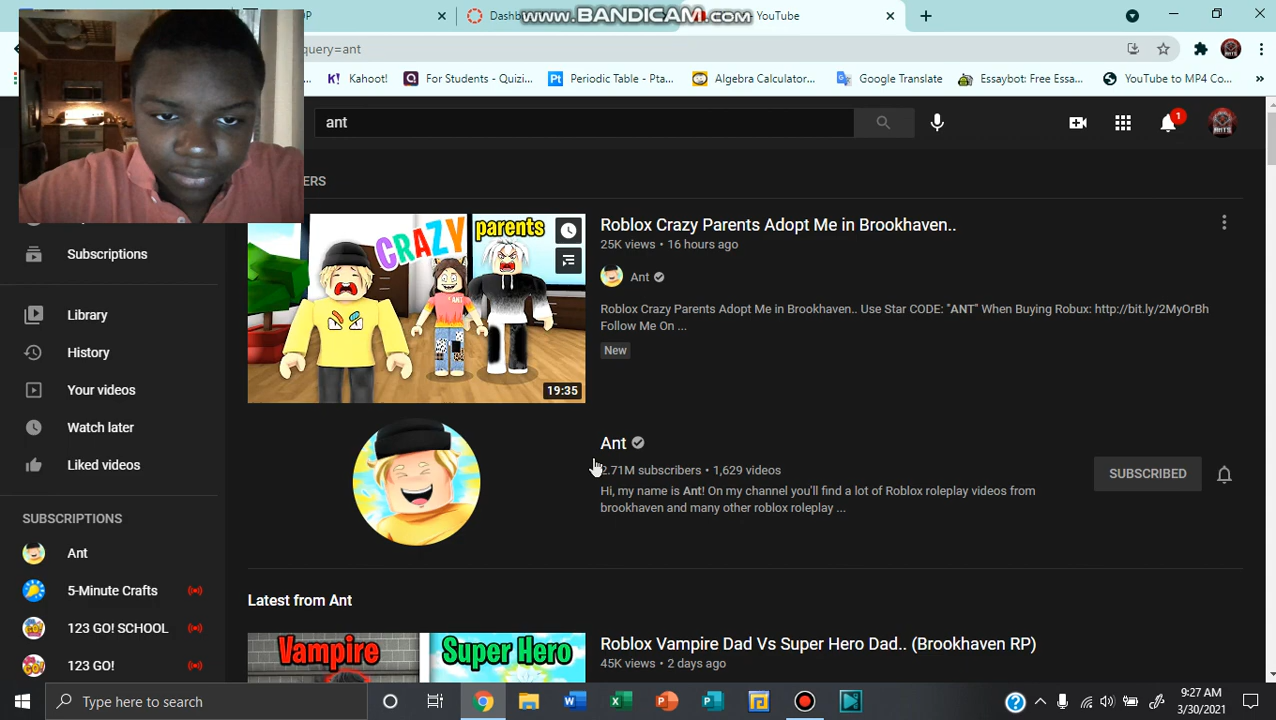 P
Dashb
www.BANDICAM.com
YouTube
query=ant
Kahoot!
For Students - Quiz...
Periodic Table - Pta...
Algebra Calculator...
Google Translate
Essaybot: Free Essa...
YouTube to MP4 Co...
ant
1
ERS
CRAZY
parents
19:35
Roblox Crazy Parents Adopt Me in Brookhaven..
25K views • 16 hours ago
Ant
Roblox Crazy Parents Adopt Me in Brookhaven.. Use Star CODE: "ANT" When Buying Robux: http://bit.ly/2MyOrBh
Follow Me On ...
New
Subscriptions
Library
History
Your videos
Watch later
Liked videos
SUBSCRIPTIONS
Ant
5-Minute Crafts
123 GO! SCHOOL
123 GO!
Ant
2.71M subscribers • 1,629 videos
Hi, my name is Ant! On my channel you'll find a lot of Roblox roleplay videos from
brookhaven and many other roblox roleplay ...
SUBSCRIBED
Latest from Ant
Vampire
Super Hero
Roblox Vampire Dad Vs Super Hero Dad.. (Brookhaven RP)
45K views • 2 days ago
Type here to search
9:27 AM
3/30/2021